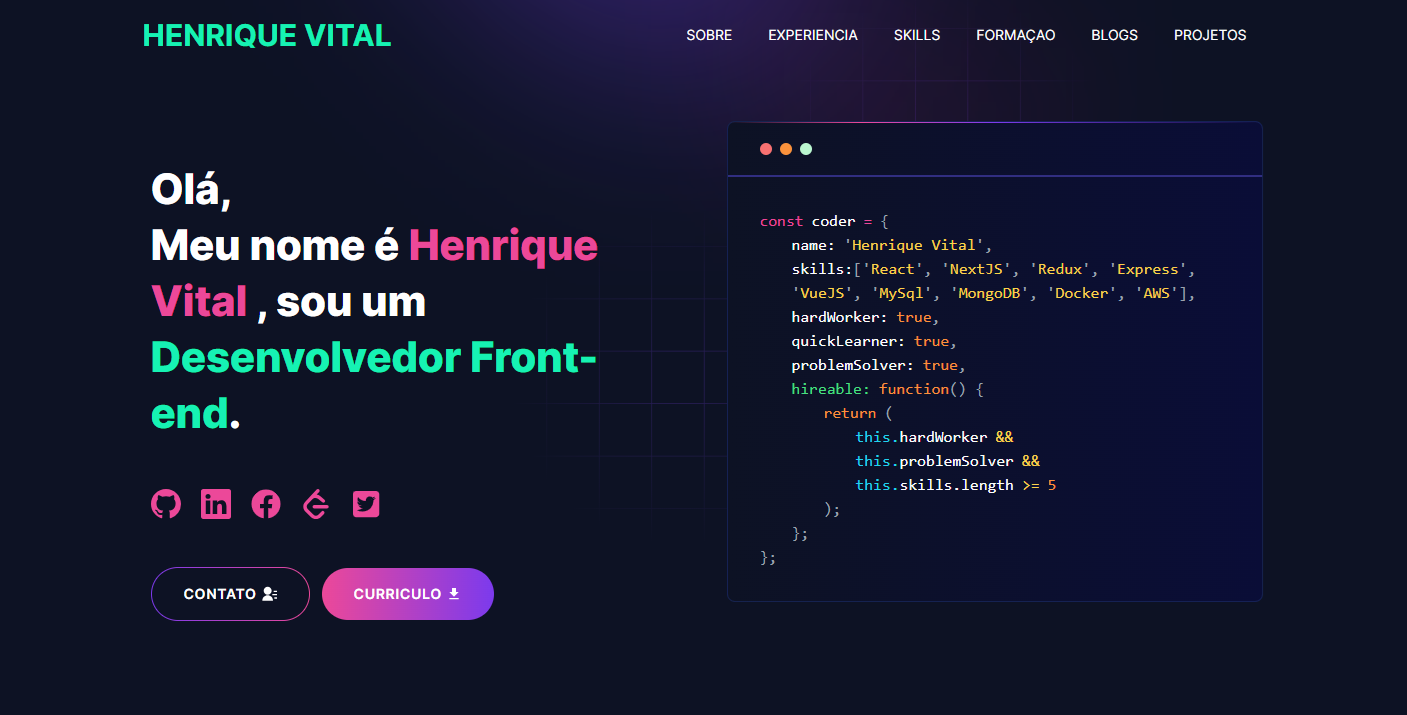 HENRIQUE VITAL
SOBRE EXPERIENCIA SKILLS FORMAÇAO BLOGS PROJETOS
Olá,
Meu nome é Henrique
Vital , sou um
Desenvolvedor Front-
end.
CONTATO CURRICULO
const coder = {
name: 'Henrique Vital',
skills:['React', 'NextJS', 'Redux', 'Express',
'VueJS', 'MySql', 'MongoDB', 'Docker', 'AWS'],
hardWorker: true,
quickLearner: true,
problemSolver: true,
hireable: function() {
return (
this.hardWorker &&
this.problemSolver &&
this.skills.length >= 5
);
};
};